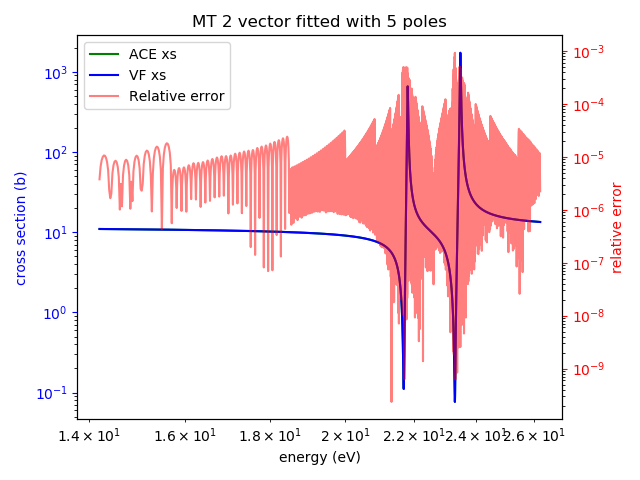 MT 2 vector fitted with 5 poles
ACE xs
VF xs
Relative error
cross section (b)
10³
10²
10¹
10⁰
10⁻¹
relative error
10⁻³
10⁻⁴
10⁻⁵
10⁻⁶
10⁻⁷
10⁻⁸
10⁻⁹
1.4 × 10¹ 1.6 × 10¹ 1.8 × 10¹ 2 × 10¹ 2.2 × 10¹ 2.4 × 10¹ 2.6 × 10¹
energy (eV)